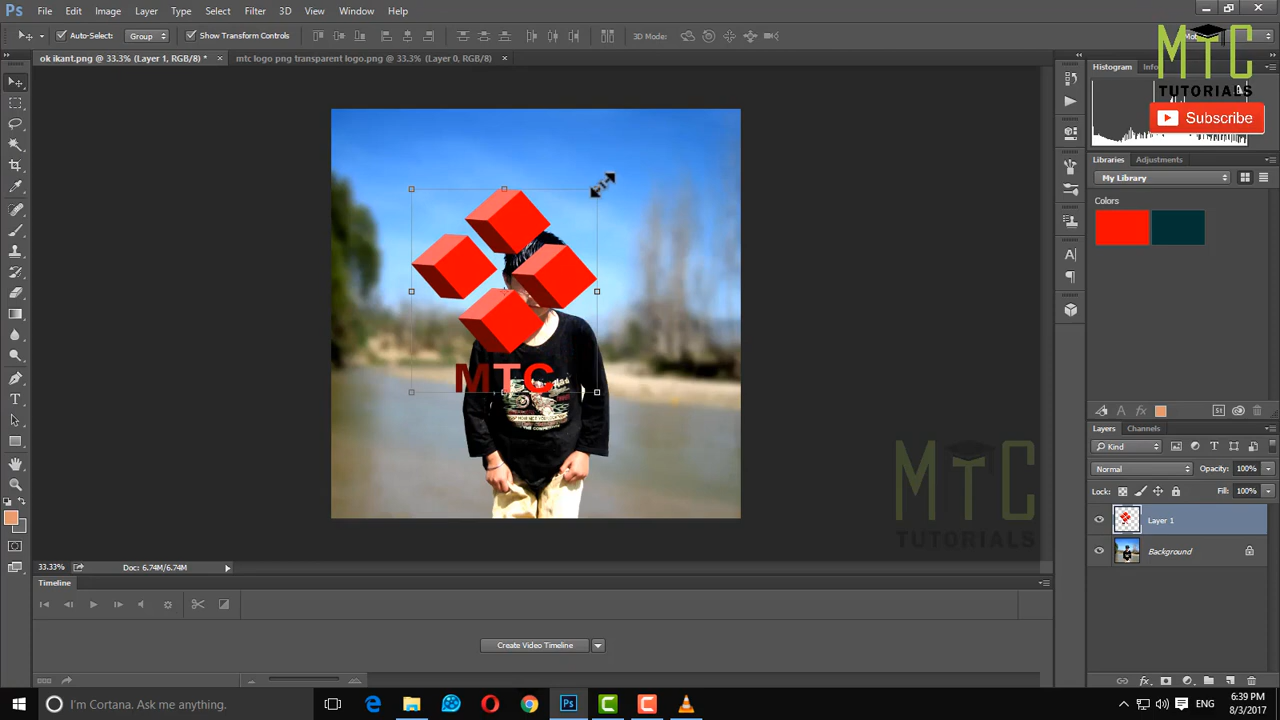 Ps File Edit Image Layer Type Select Filter 3D View Window Help
Auto-Select: Group Show Transform Controls 3D Mode:
ok ikant.png @ 33.3% (Layer 1, RGB/8) * × mtc logo png transparent logo.png @ 33.3% (Layer 0, RGB/8) ×
MTC
TUTORIALS
Subscribe
Histogram Info
Libraries Adjustments
My Library
Colors
MTC
MTC
TUTORIALS
Layers Channels
Kind
Normal Opacity: 100%
Lock: Fill: 100%
Layer 1
Background
33.33% Doc: 6.74M/6.74M
Timeline
Create Video Timeline
I'm Cortana. Ask me anything.
ENG
6:39 PM
8/3/2017